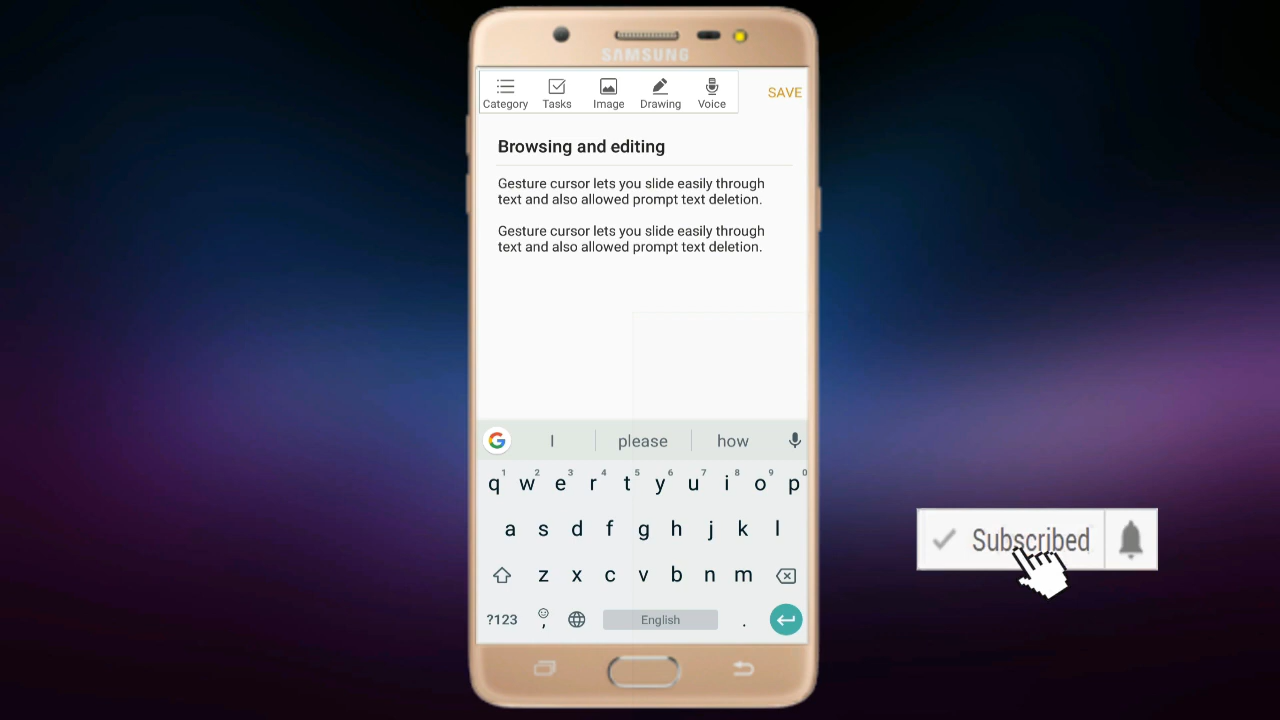 SAMSUNG
Category Tasks Image Drawing Voice
SAVE
Browsing and editing
Gesture cursor lets you slide easily through
text and also allowed prompt text deletion.
Gesture cursor lets you slide easily through
text and also allowed prompt text deletion.
G I please how
1 2 3 4 5 6 7 8 9 0
q w e r t y u i o p
a s d f g h j k l
z x c v b n m
?123 , English .
Subscribed